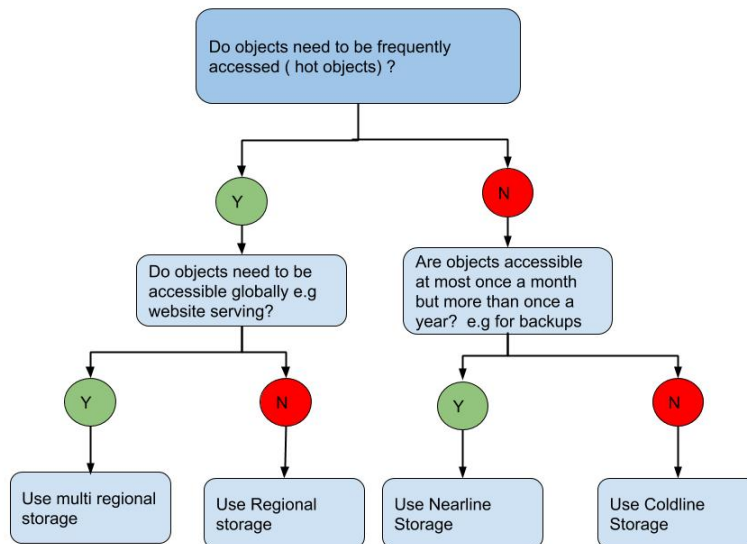 Do objects need to be frequently
accessed ( hot objects) ?
Y
N
Do objects need to be
accessible globally e.g
website serving?
Are objects accessible
at most once a month
but more than once a
year?  e.g for backups
Y
N
Y
N
Use multi regional
storage
Use Regional
storage
Use Nearline
Storage
Use Coldline
Storage